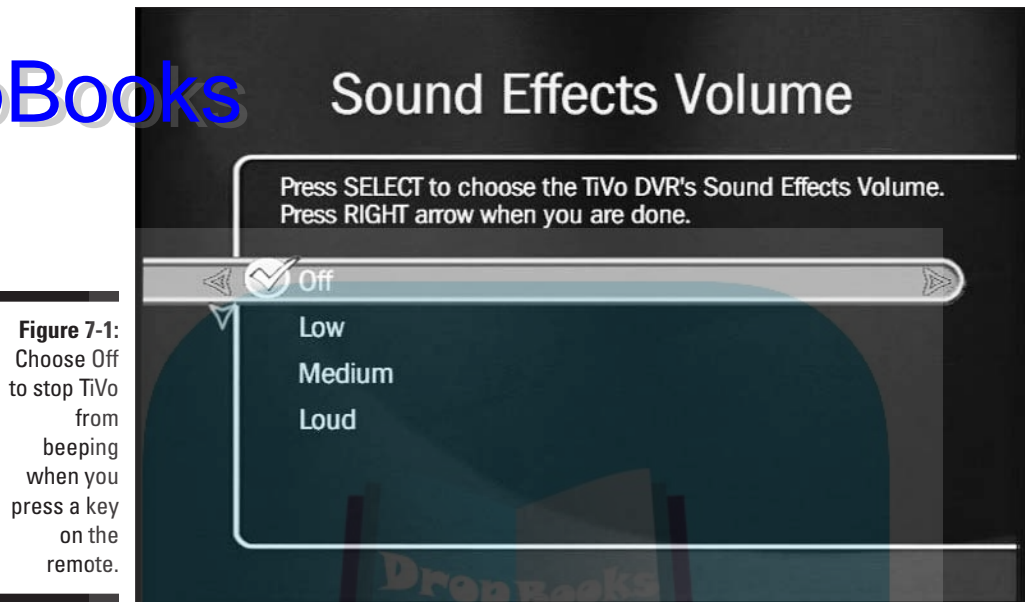 Books
Sound Effects Volume
Press SELECT to choose the TiVo DVR's Sound Effects Volume.
Press RIGHT arrow when you are done.
Off
Low
Medium
Loud
Figure 7-1:
Choose Off
to stop TiVo
from
beeping
when you
press a key
on the
remote.
DropBooks